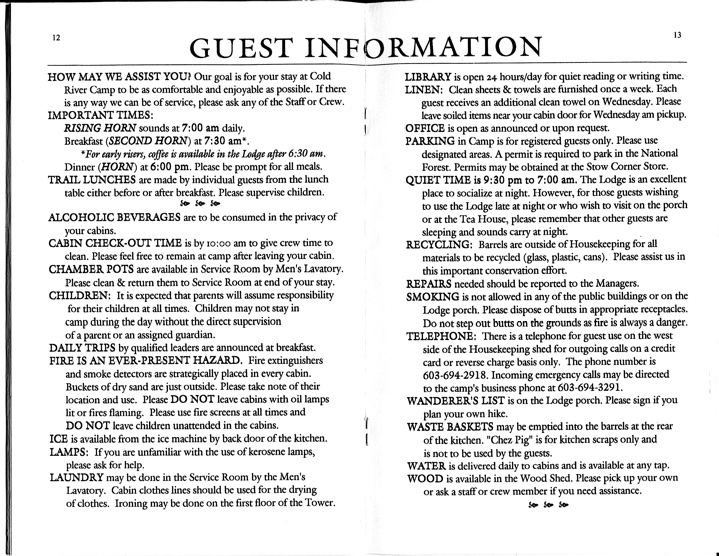 12
13
GUEST INFORMATION
HOW MAY WE ASSIST YOU? Our goal is for your stay at Cold
River Camp to be as comfortable and enjoyable as possible. If there
is any way we can be of service, please ask any of the Staff or Crew.
IMPORTANT TIMES:
RISING HORN sounds at 7:00 am daily.
Breakfast (SECOND HORN) at 7:30 am*.
*For early risers, coffee is available in the Lodge after 6:30 am.
Dinner (HORN) at 6:00 pm. Please be prompt for all meals.
TRAIL LUNCHES are made by individual guests from the lunch
table either before or after breakfast. Please supervise children.
ALCOHOLIC BEVERAGES are to be consumed in the privacy of
your cabins.
CABIN CHECK-OUT TIME is by 10:00 am to give crew time to
clean. Please feel free to remain at camp after leaving your cabin.
CHAMBER POTS are available in Service Room by Men's Lavatory.
Please clean & return them to Service Room at end of your stay.
CHILDREN: It is expected that parents will assume responsibility
for their children at all times. Children may not stay in
camp during the day without the direct supervision
of a parent or an assigned guardian.
DAILY TRIPS by qualified leaders are announced at breakfast.
FIRE IS AN EVER-PRESENT HAZARD. Fire extinguishers
and smoke detectors are strategically placed in every cabin.
Buckets of dry sand are just outside. Please take note of their
location and use. Please DO NOT leave cabins with oil lamps
lit or fires flaming. Please use fire screens at all times and
DO NOT leave children unattended in the cabins.
ICE is available from the ice machine by back door of the kitchen.
LAMPS: If you are unfamiliar with the use of kerosene lamps,
please ask for help.
LAUNDRY may be done in the Service Room by the Men's
Lavatory. Cabin clothes lines should be used for the drying
of clothes. Ironing may be done on the first floor of the Tower.
LIBRARY is open 24 hours/day for quiet reading or writing time.
LINEN: Clean sheets & towels are furnished once a week. Each
guest receives an additional clean towel on Wednesday. Please
leave soiled items near your cabin door for Wednesday am pickup.
OFFICE is open as announced or upon request.
PARKING in Camp is for registered guests only. Please use
designated areas. A permit is required to park in the National
Forest. Permits may be obtained at the Stow Corner Store.
QUIET TIME is 9:30 pm to 7:00 am. The Lodge is an excellent
place to socialize at night. However, for those guests wishing
to use the Lodge late at night or who wish to visit on the porch
or at the Tea House, please remember that other guests are
sleeping and sounds carry at night.
RECYCLING: Barrels are outside of Housekeeping for all
materials to be recycled (glass, plastic, cans). Please assist us in
this important conservation effort.
REPAIRS needed should be reported to the Managers.
SMOKING is not allowed in any of the public buildings or on the
Lodge porch. Please dispose of butts in appropriate receptacles.
Do not step out butts on the grounds as fire is always a danger.
TELEPHONE: There is a telephone for guest use on the west
side of the Housekeeping shed for outgoing calls on a credit
card or reverse charge basis only. The phone number is
603-694-2918. Incoming emergency calls may be directed
to the camp's business phone at 603-694-3291.
WANDERER'S LIST is on the Lodge porch. Please sign if you
plan your own hike.
WASTE BASKETS may be emptied into the barrels at the rear
of the kitchen. "Chez Pig" is for kitchen scraps only and
is not to be used by the guests.
WATER is delivered daily to cabins and is available at any tap.
WOOD is available in the Wood Shed. Please pick up your own
or ask a staff or crew member if you need assistance.